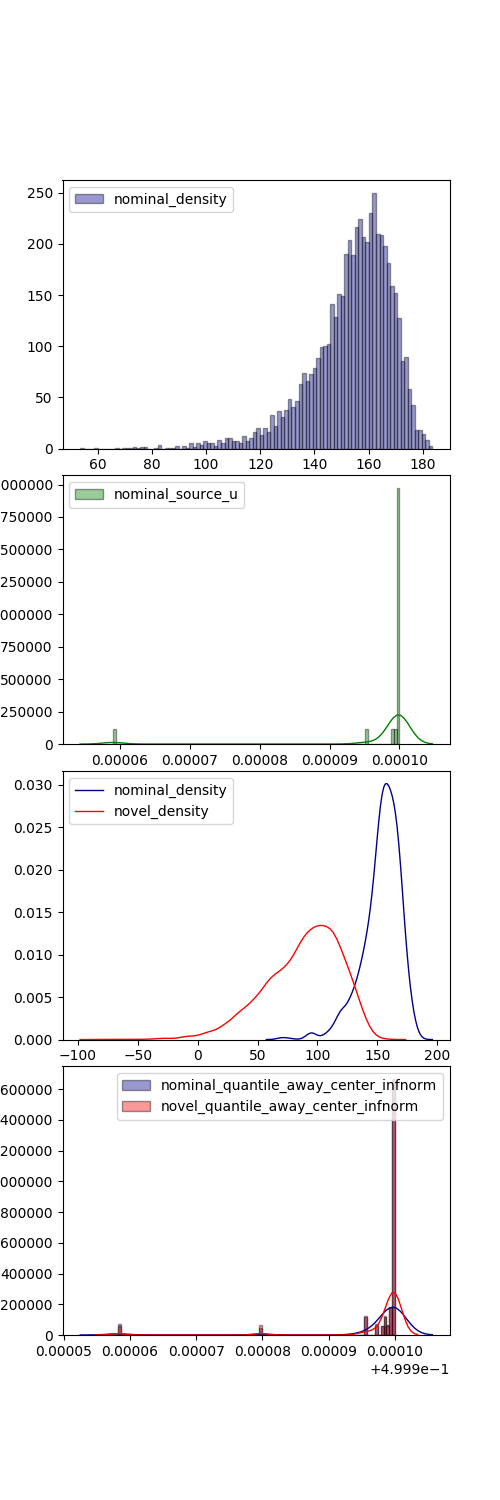 nominal_density
250
200
150
100
50
0
60 80 100 120 140 160 180
nominal_source_u
000000
750000
500000
250000
000000
750000
500000
250000
0
0.00006 0.00007 0.00008 0.00009 0.00010
nominal_density
novel_density
0.030
0.025
0.020
0.015
0.010
0.005
0.000
−100 −50 0 50 100 150 200
nominal_quantile_away_center_infnorm
novel_quantile_away_center_infnorm
600000
400000
200000
000000
800000
600000
400000
200000
0
0.00005 0.00006 0.00007 0.00008 0.00009 0.00010
+4.999e−1